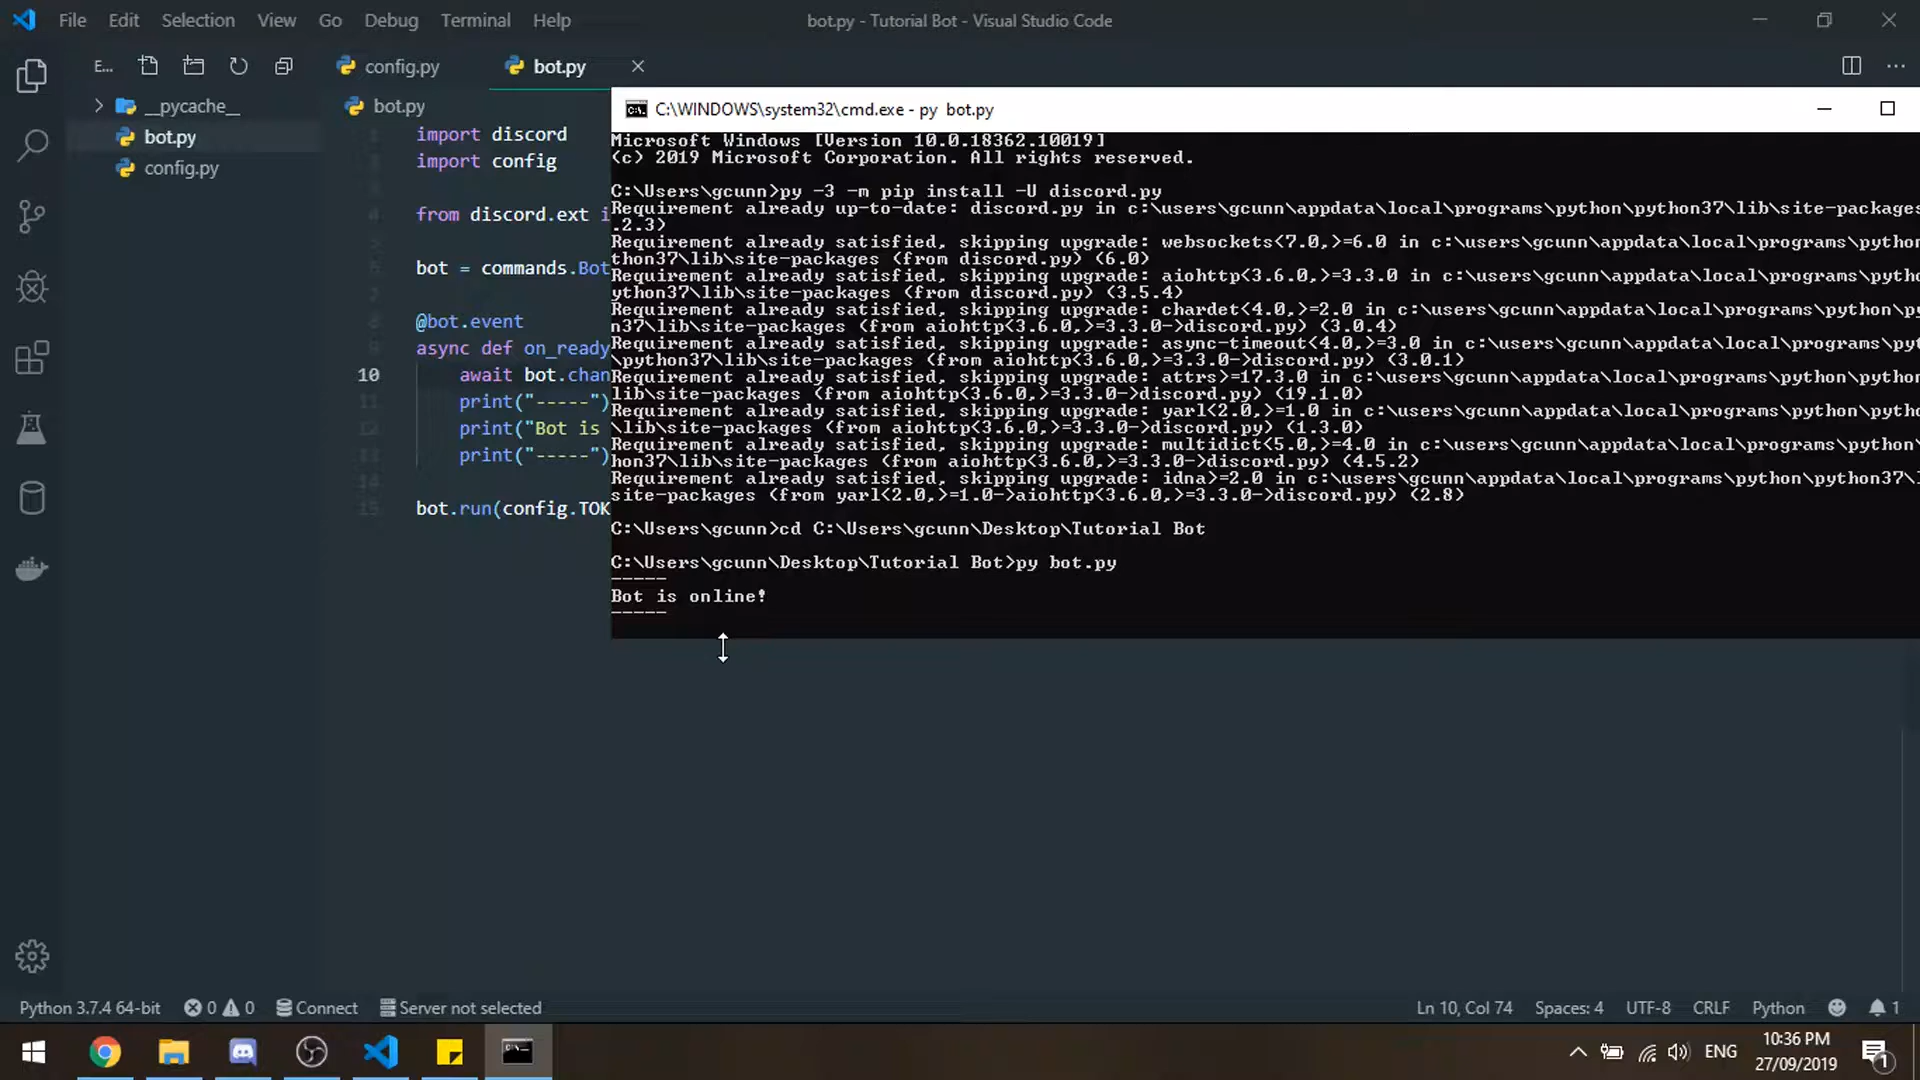 File Edit Selection View Go Debug Terminal Help
bot.py - Tutorial Bot - Visual Studio Code
E...
config.py
bot.py
__pycache__
bot.py
config.py
bot.py
import discord
import config
from discord.ext i
bot = commands.Bot
@bot.event
async def on_ready
10 await bot.chan
11 print("-----")
12 print("Bot is
13 print("-----")
14
15 bot.run(config.TOK
C:\WINDOWS\system32\cmd.exe - py bot.py
Microsoft Windows [Version 10.0.18362.10019]
(c) 2019 Microsoft Corporation. All rights reserved.
C:\Users\gcunn>py -3 -m pip install -U discord.py
Requirement already up-to-date: discord.py in c:\users\gcunn\appdata\local\programs\python\python37\lib\site-packages
.2.3)
Requirement already satisfied, skipping upgrade: websockets<7.0,>=6.0 in c:\users\gcunn\appdata\local\programs\python
thon37\lib\site-packages (from discord.py) (6.0)
Requirement already satisfied, skipping upgrade: aiohttp<3.6.0,>=3.3.0 in c:\users\gcunn\appdata\local\programs\pytho
ython37\lib\site-packages (from discord.py) (3.5.4)
Requirement already satisfied, skipping upgrade: chardet<4.0,>=2.0 in c:\users\gcunn\appdata\local\programs\python\py
n37\lib\site-packages (from aiohttp<3.6.0,>=3.3.0->discord.py) (3.0.4)
Requirement already satisfied, skipping upgrade: async-timeout<4.0,>=3.0 in c:\users\gcunn\appdata\local\programs\pyt
\python37\lib\site-packages (from aiohttp<3.6.0,>=3.3.0->discord.py) (3.0.1)
Requirement already satisfied, skipping upgrade: attrs>=17.3.0 in c:\users\gcunn\appdata\local\programs\python\python
lib\site-packages (from aiohttp<3.6.0,>=3.3.0->discord.py) (19.1.0)
Requirement already satisfied, skipping upgrade: yarl<2.0,>=1.0 in c:\users\gcunn\appdata\local\programs\python\pytho
\lib\site-packages (from aiohttp<3.6.0,>=3.3.0->discord.py) (1.3.0)
Requirement already satisfied, skipping upgrade: multidict<5.0,>=4.0 in c:\users\gcunn\appdata\local\programs\python\
hon37\lib\site-packages (from aiohttp<3.6.0,>=3.3.0->discord.py) (4.5.2)
Requirement already satisfied, skipping upgrade: idna>=2.0 in c:\users\gcunn\appdata\local\programs\python\python37\l
site-packages (from yarl<2.0,>=1.0->aiohttp<3.6.0,>=3.3.0->discord.py) (2.8)
C:\Users\gcunn>cd C:\Users\gcunn\Desktop\Tutorial Bot
C:\Users\gcunn\Desktop\Tutorial Bot>py bot.py
-----
Bot is online!
-----
Python 3.7.4 64-bit 0 0 Connect Server not selected
Ln 10, Col 74 Spaces: 4 UTF-8 CRLF Python 1
ENG
10:36 PM
27/09/2019
1